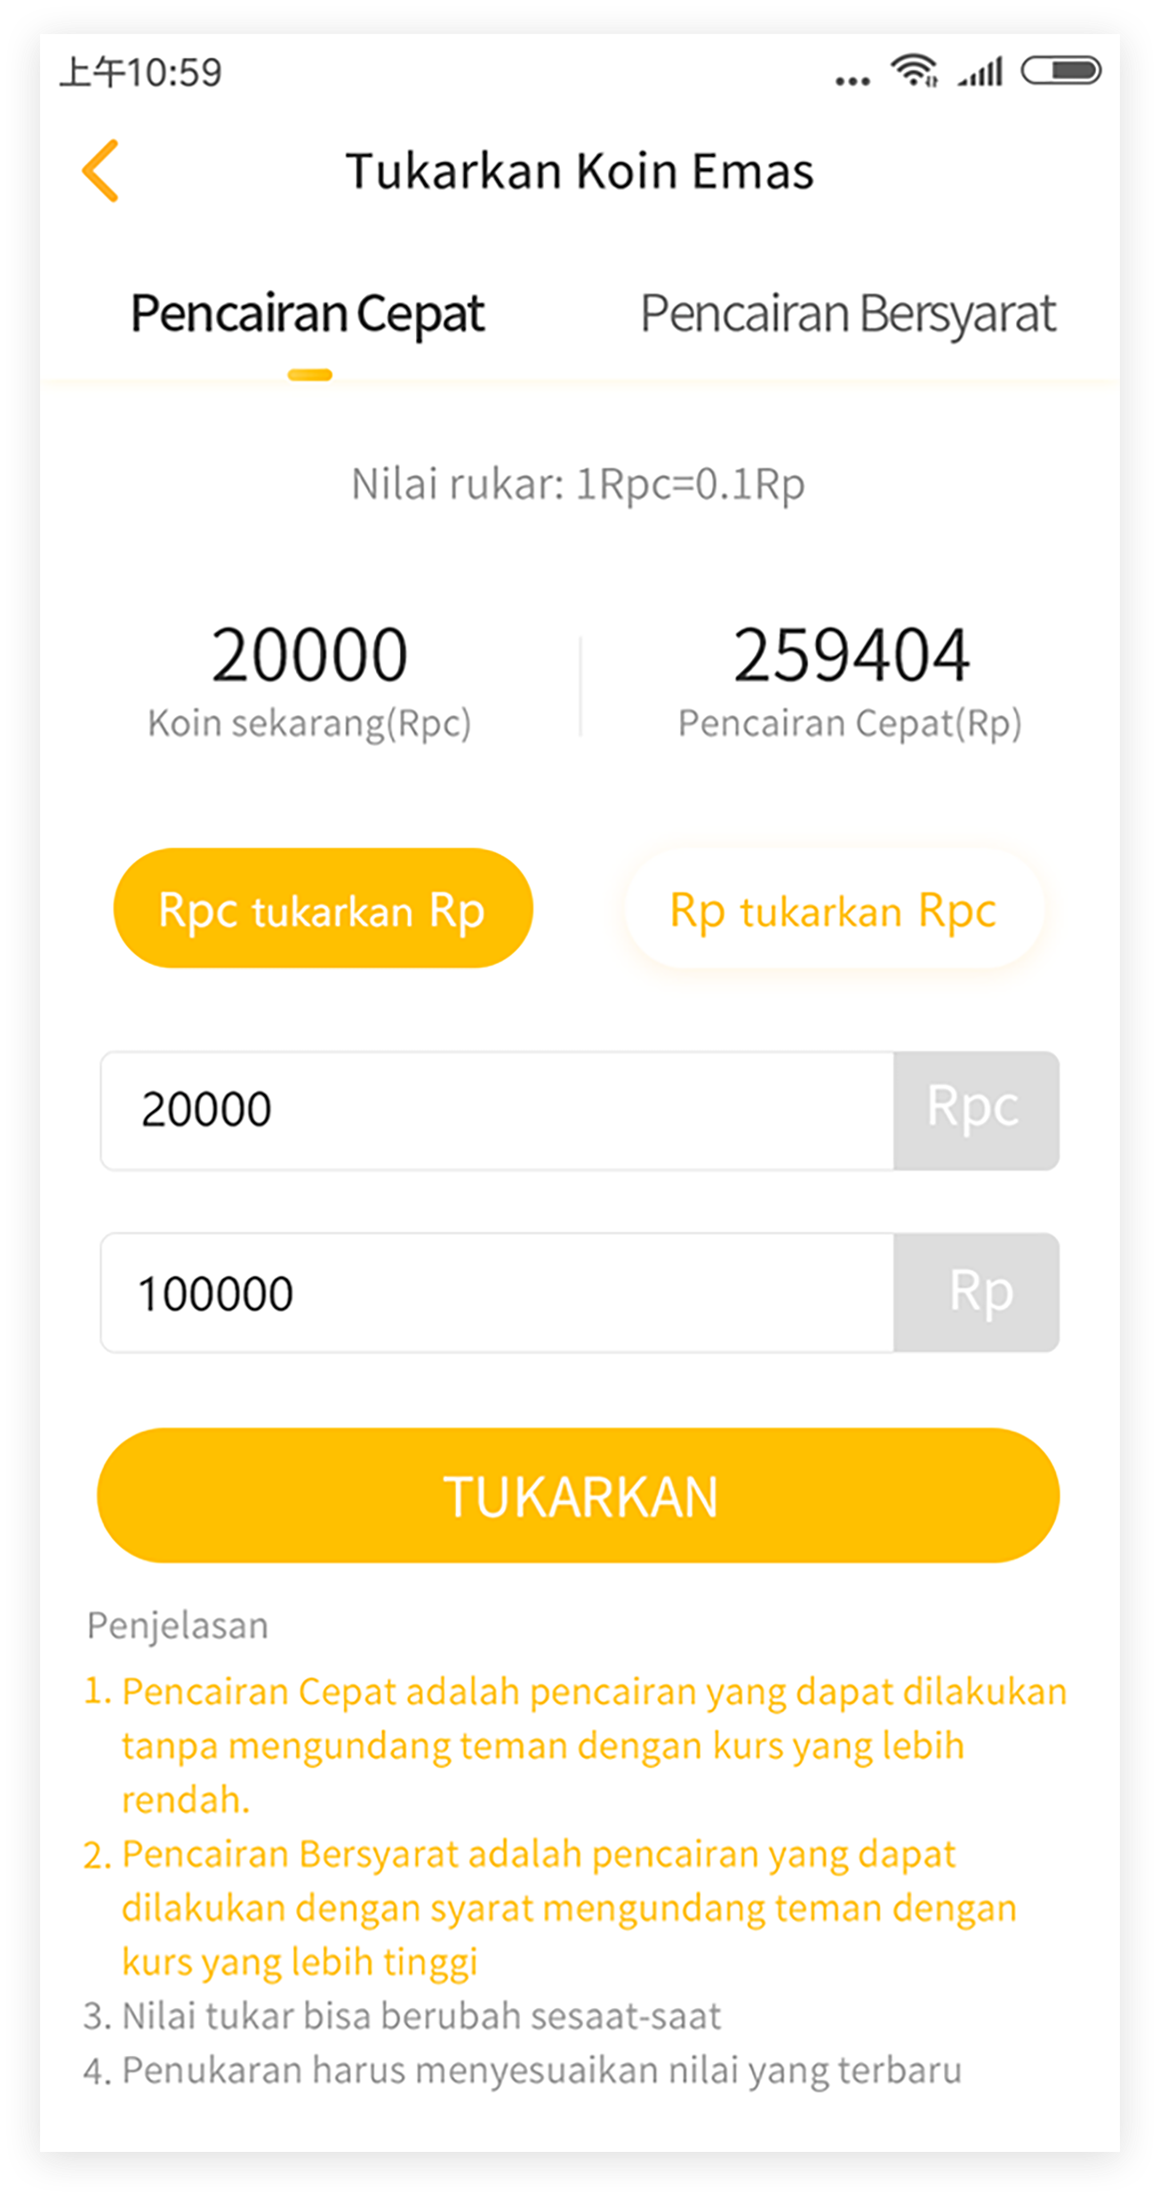 上午10:59
Tukarkan Koin Emas
Pencairan Cepat
Pencairan Bersyarat
Nilai rukar: 1Rpc=0.1Rp
20000
Koin sekarang(Rpc)
259404
Pencairan Cepat(Rp)
Rpc tukarkan Rp
Rp tukarkan Rpc
20000
Rpc
100000
Rp
TUKARKAN
Penjelasan
1. Pencairan Cepat adalah pencairan yang dapat dilakukan
tanpa mengundang teman dengan kurs yang lebih
rendah.
2. Pencairan Bersyarat adalah pencairan yang dapat
dilakukan dengan syarat mengundang teman dengan
kurs yang lebih tinggi
3. Nilai tukar bisa berubah sesaat-saat
4. Penukaran harus menyesuaikan nilai yang terbaru